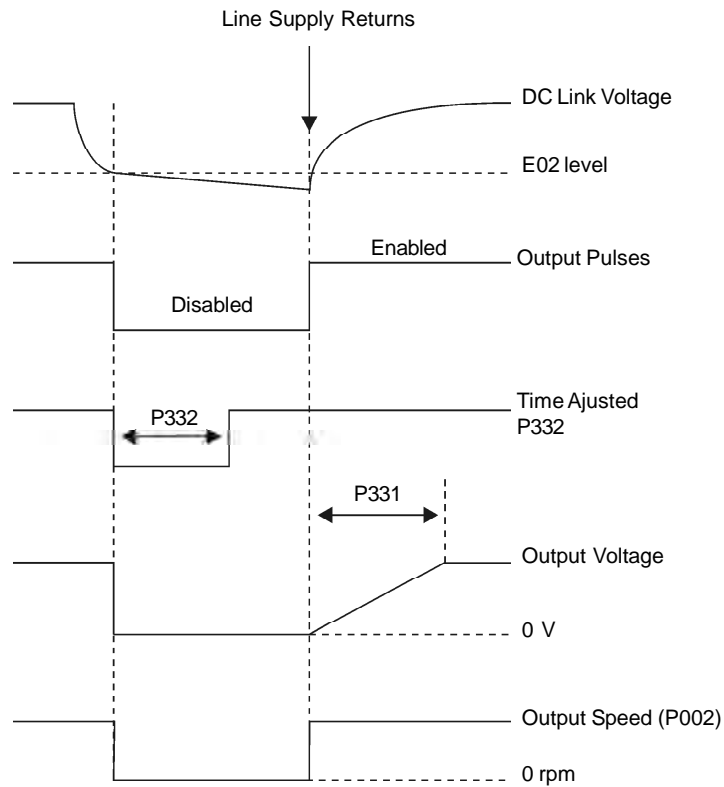 Line Supply Returns
DC Link Voltage
E02 level
Enabled
Output Pulses
Disabled
Time Ajusted
P332
P332
P331
Output Voltage
0 V
Output Speed (P002)
0 rpm